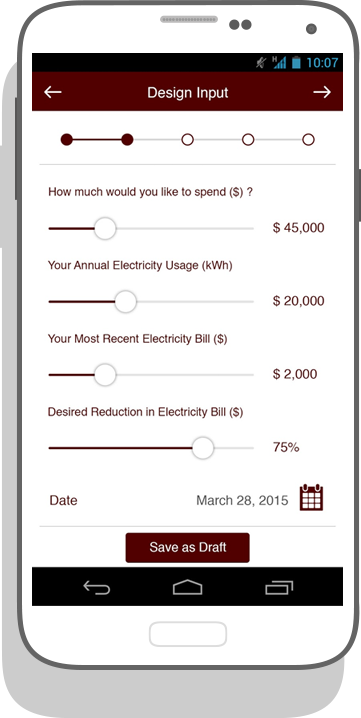 H 10:07
Design Input
How much would you like to spend ($) ?
$ 45,000
Your Annual Electricity Usage (kWh)
$ 20,000
Your Most Recent Electricity Bill ($)
$ 2,000
Desired Reduction in Electricity Bill ($)
75%
Date March 28, 2015
Save as Draft